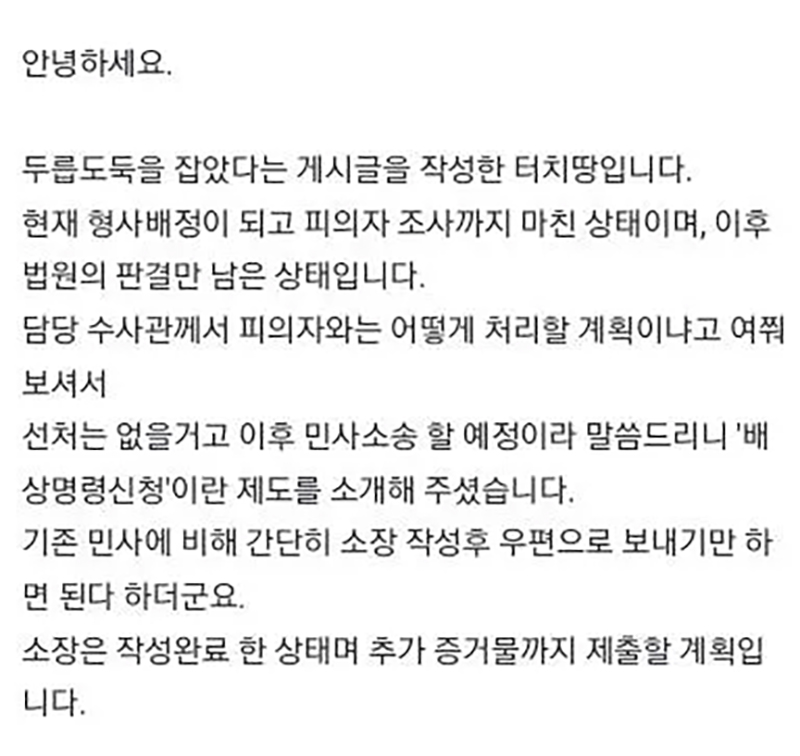 안녕하세요.
두릅도둑을 잡았다는 게시글을 작성한 터치땅입니다.
현재 형사배정이 되고 피의자 조사까지 마친 상태이며, 이후
법원의 판결만 남은 상태입니다.
담당 수사관께서 피의자와는 어떻게 처리할 계획이냐고 여쭤
보셔서
선처는 없을거고 이후 민사소송 할 예정이라 말씀드리니 '배
상명령신청'이란 제도를 소개해 주셨습니다.
기존 민사에 비해 간단히 소장 작성후 우편으로 보내기만 하
면 된다 하더군요.
소장은 작성완료 한 상태며 추가 증거물까지 제출할 계획입
니다.